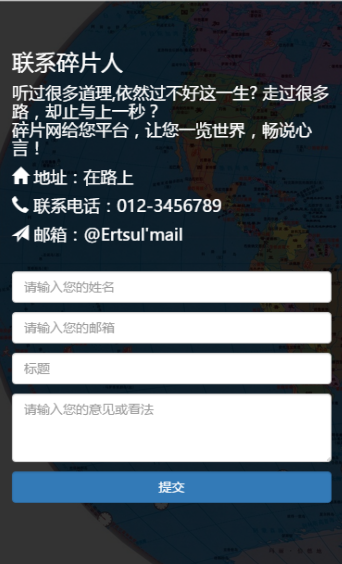 联系碎片人
听过很多道理,依然过不好这一生? 走过很多
路，却止与上一秒？
碎片网给您平台，让您一览世界，畅说心
言！
地址：在路上
联系电话：012-3456789
邮箱：@Ertsul'mail
请输入您的姓名
请输入您的邮箱
标题
请输入您的意见或看法
提交